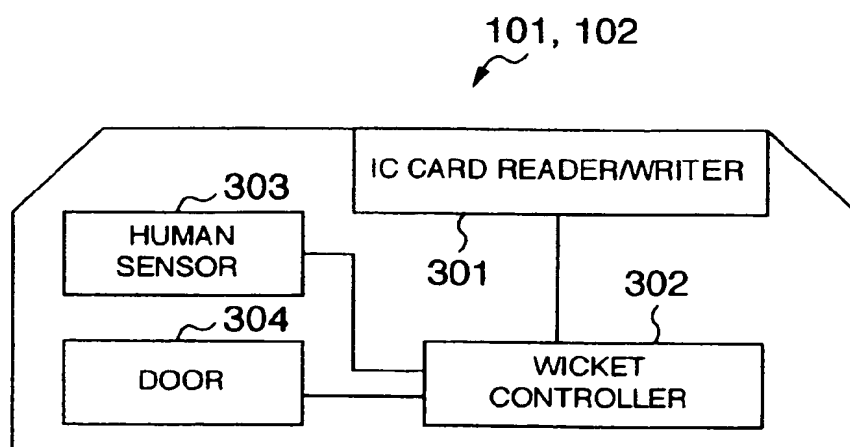 101, 102
IC CARD READER/WRITER
303
HUMAN
SENSOR
301
302
304
DOOR
WICKET
CONTROLLER